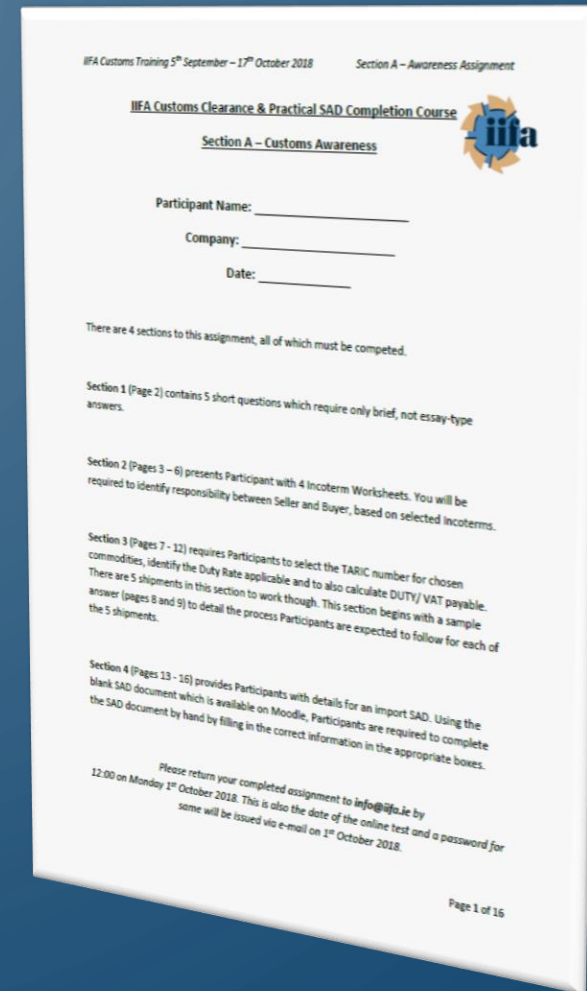 IIFA Customs Training 5th September – 17th October 2018 Section A – Awareness Assignment
IIFA Customs Clearance & Practical SAD Completion Course
iifa
Section A – Customs Awareness
Participant Name: ____________________
Company: ____________________
Date: ____________
There are 4 sections to this assignment, all of which must be competed.
Section 1 (Page 2) contains 5 short questions which require only brief, not essay-type
answers.
Section 2 (Pages 3 – 6) presents Participant with 4 Incoterm Worksheets. You will be
required to identify responsibility between Seller and Buyer, based on selected Incoterms.
Section 3 (Pages 7 - 12) requires Participants to select the TARIC number for chosen
commodities, identify the Duty Rate applicable and to also calculate DUTY/ VAT payable.
There are 5 shipments in this section to work though. This section begins with a sample
answer (pages 8 and 9) to detail the process Participants are expected to follow for each of
the 5 shipments.
Section 4 (Pages 13 - 16) provides Participants with details for an import SAD. Using the
blank SAD document which is available on Moodle, Participants are required to complete
the SAD document by hand by filling in the correct information in the appropriate boxes.
Please return your completed assignment to info@iifa.ie by
12:00 on Monday 1st October 2018. This is also the date of the online test and a password for
same will be issued via e-mail on 1st October 2018.
Page 1 of 16